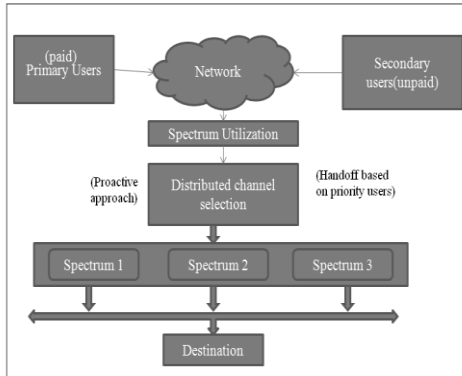 (paid)
Primary Users
Network
Secondary
users(unpaid)
Spectrum Utilization
(Proactive
approach)
Distributed channel
selection
(Handoff based
on priority users)
Spectrum 1
Spectrum 2
Spectrum 3
Destination